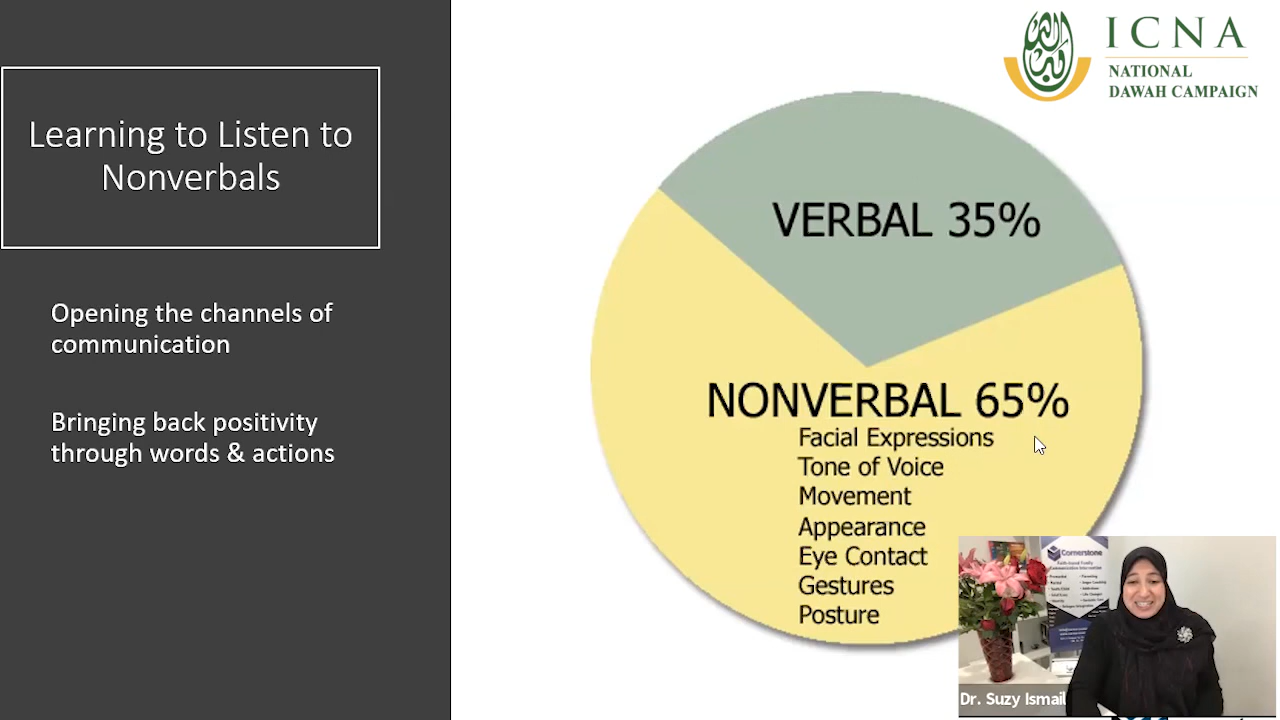 Learning to Listen to
Nonverbals
Opening the channels of
communication
Bringing back positivity
through words & actions
ICNA
NATIONAL
DAWAH CAMPAIGN
VERBAL 35%
NONVERBAL 65%
Facial Expressions
Tone of Voice
Movement
Appearance
Eye Contact
Gestures
Posture
Cornerstone
Dr. Suzy Ismail